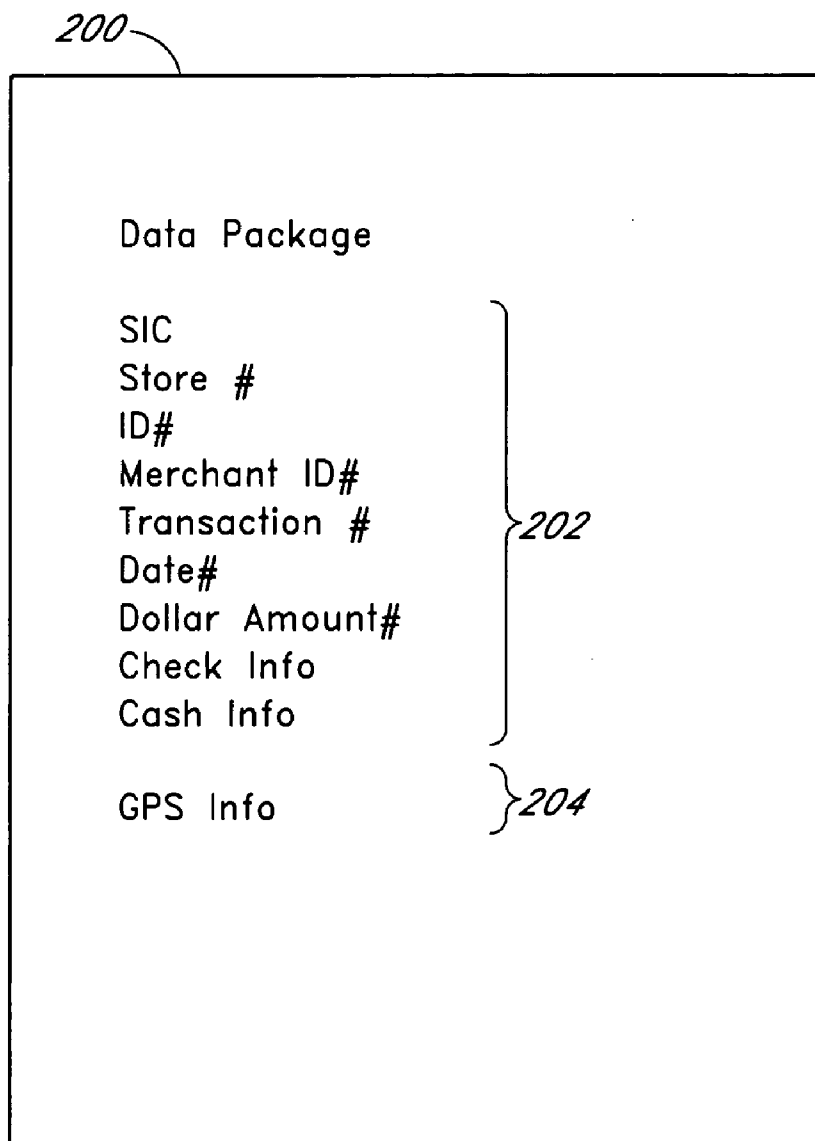 200
Data Package
SIC
Store #
ID#
Merchant ID#
Transaction #
202
Date#
Dollar Amount#
Check Info
Cash Info
GPS Info
204